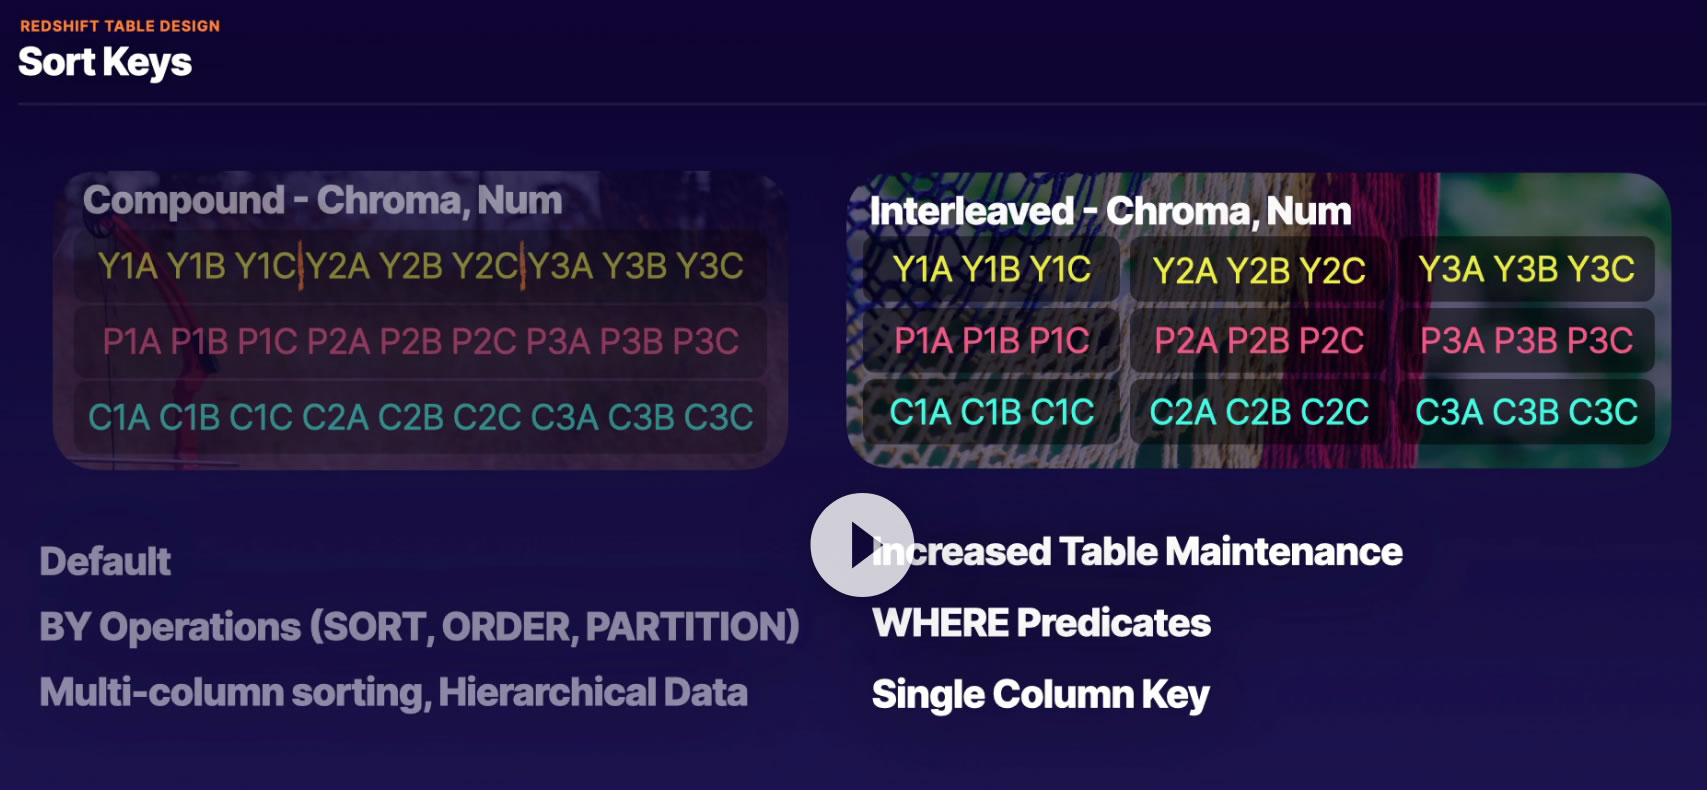 REDSHIFT TABLE DESIGN
Sort Keys
Compound - Chroma, Num
Y1A Y1B Y1C Y2A Y2B Y2C Y3A Y3B Y3C
P1A P1B P1C P2A P2B P2C P3A P3B P3C
C1A C1B C1C C2A C2B C2C C3A C3B C3C
Default
BY Operations (SORT, ORDER, PARTITION)
Multi-column sorting, Hierarchical Data
Interleaved - Chroma, Num
Y1A Y1B Y1C Y2A Y2B Y2C Y3A Y3B Y3C
P1A P1B P1C P2A P2B P2C P3A P3B P3C
C1A C1B C1C C2A C2B C2C C3A C3B C3C
Increased Table Maintenance
WHERE Predicates
Single Column Key